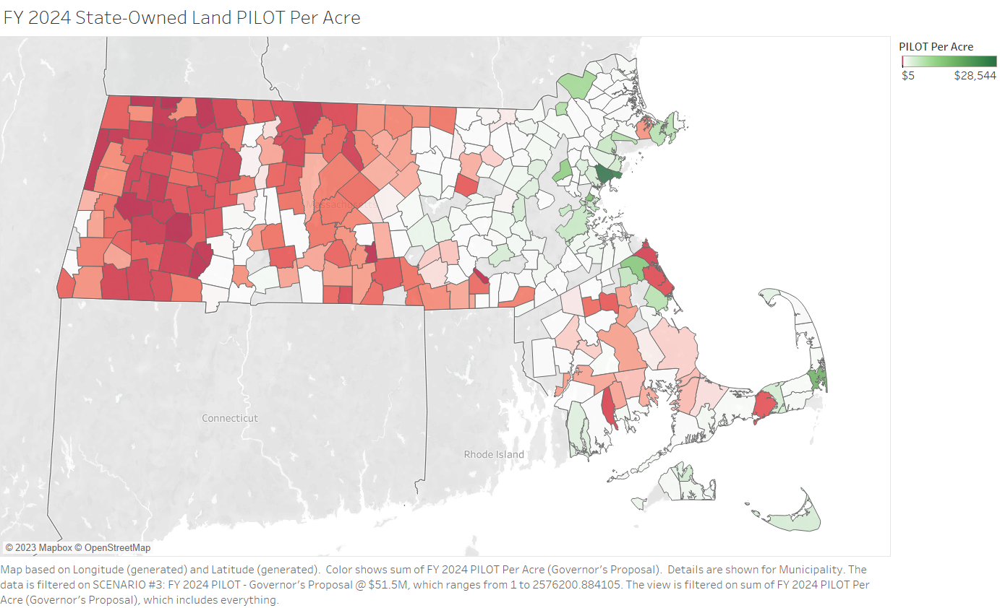 FY 2024 State-Owned Land PILOT Per Acre
PILOT Per Acre
$5 $28,544
Massachusetts
Connecticut
Rhode Island
© 2023 Mapbox © OpenStreetMap
Map based on Longitude (generated) and Latitude (generated). Color shows sum of FY 2024 PILOT Per Acre (Governor's Proposal). Details are shown for Municipality. The
data is filtered on SCENARIO #3: FY 2024 PILOT - Governor's Proposal @ $51.5M, which ranges from 1 to 2576200.884105. The view is filtered on sum of FY 2024 PILOT Per
Acre (Governor's Proposal), which includes everything.